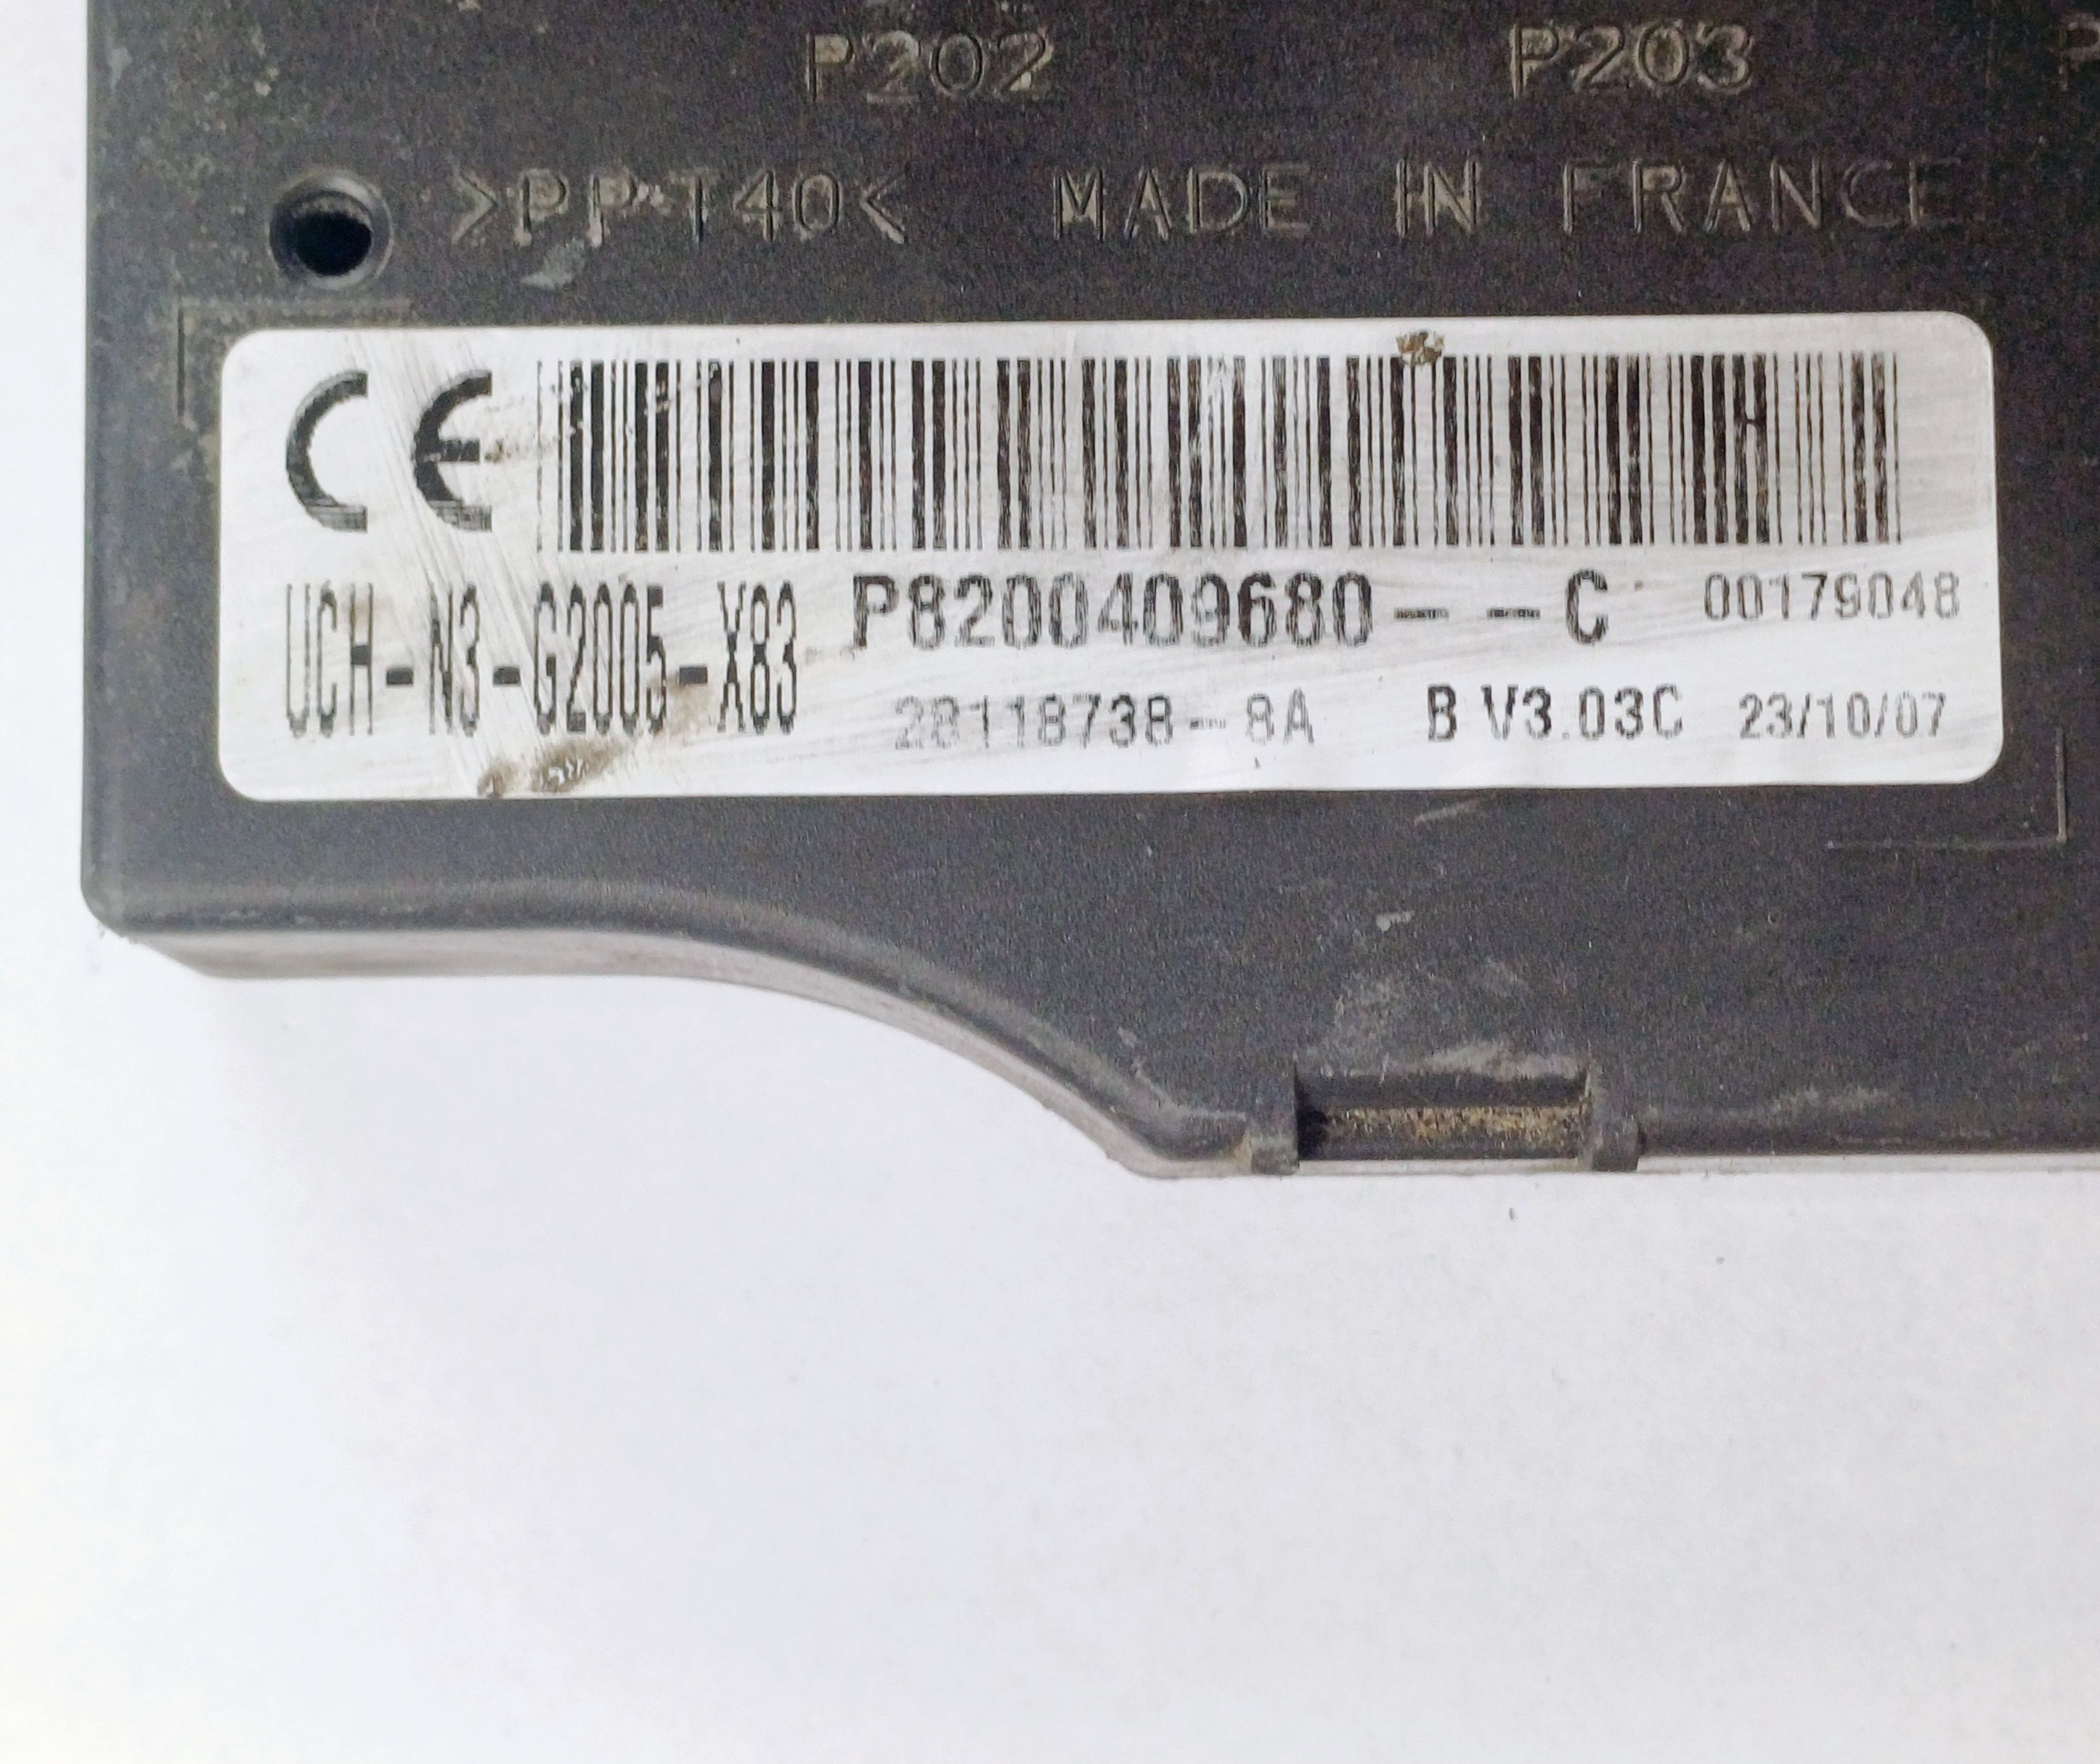 P202 P203
>PP-T40< MADE IN FRANCE
CE
UCH-N3-G2005-X83 P8200409680-- --C 00179048
28118738-8A B V3.03C 23/10/07